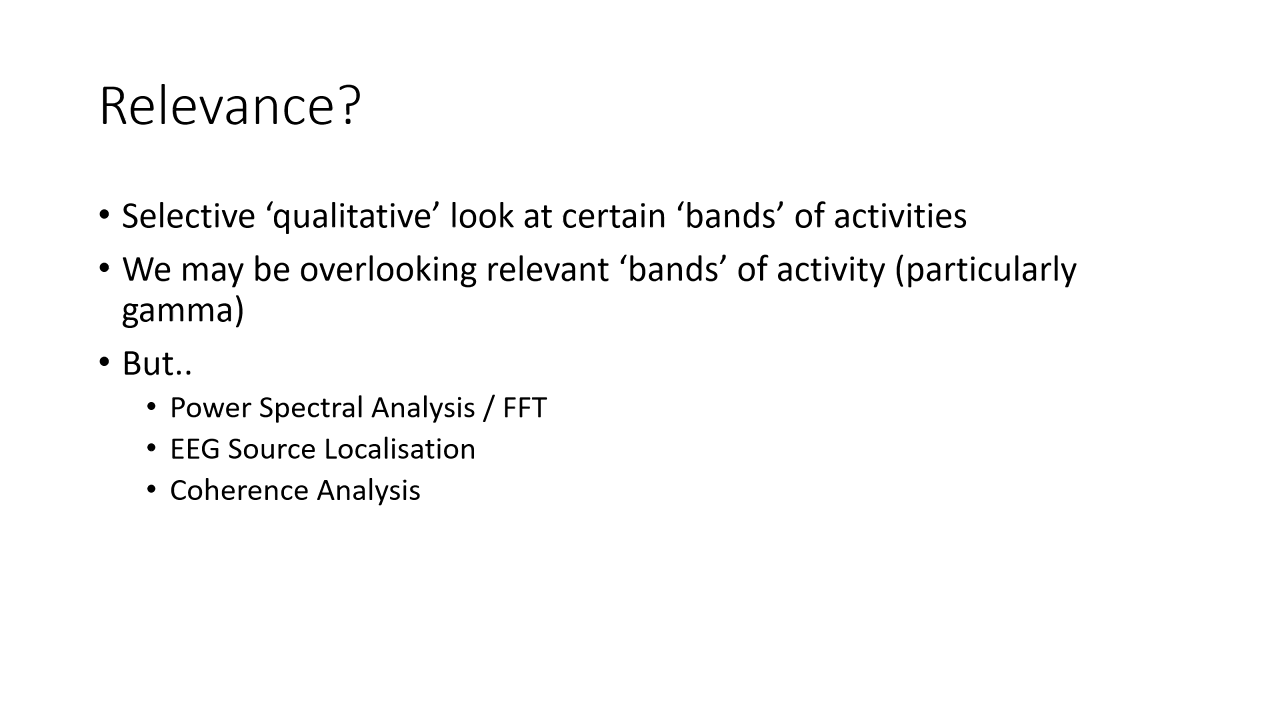 Relevance?
• Selective ‘qualitative’ look at certain ‘bands’ of activities
• We may be overlooking relevant ‘bands’ of activity (particularly
gamma)
• But..
• Power Spectral Analysis / FFT
• EEG Source Localisation
• Coherence Analysis